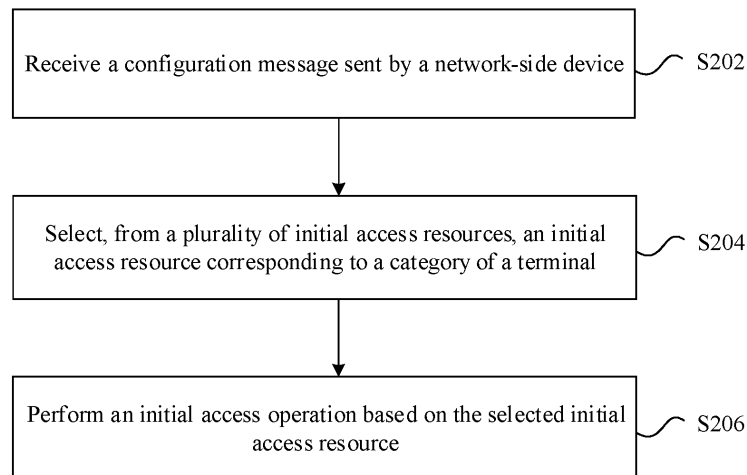 Receive a configuration message sent by a network-side device
S202
Select, from a plurality of initial access resources, an initial
access resource corresponding to a category of a terminal
S204
Perform an initial access operation based on the selected initial
access resource
S206